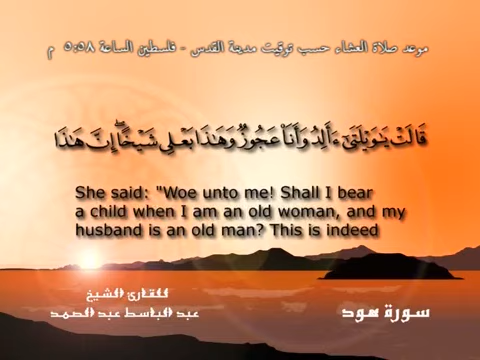 موعد صلاة العشاء حسب توقيت مدينة القدس - فلسطين الساعة ٥:٥٨ م
قَالَتْ يَٰوَيْلَتَىٰٓ ءَأَلِدُ وَأَنَا۠ عَجُوزٌ وَهَٰذَا بَعْلِى شَيْخًا ۖ إِنَّ هَٰذَا
She said: "Woe unto me! Shall I bear
a child when I am an old woman, and my
husband is an old man? This is indeed
للقارئ الشيخ
عبد الباسط عبد الصمد
سورة هود